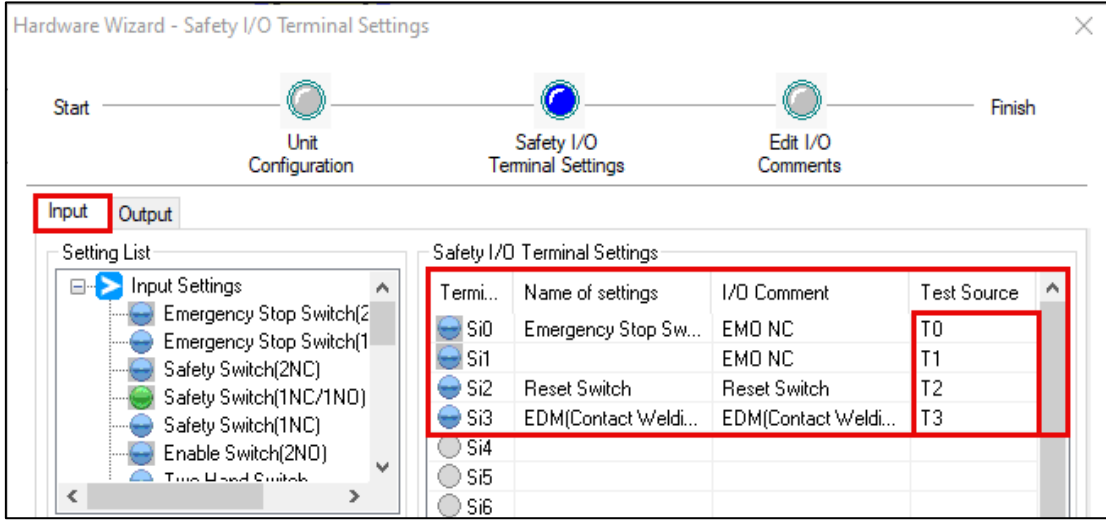 Hardware Wizard - Safety I/O Terminal Settings
Start
Finish
Unit
Configuration
Safety I/O
Terminal Settings
Edit I/O
Comments
Input Output
Setting List
Input Settings
Emergency Stop Switch(2
Emergency Stop Switch(1
Safety Switch(2NC)
Safety Switch(1NC/1NO)
Safety Switch(1NC)
Enable Switch(2NO)
Two Hand Switch
Safety I/O Terminal Settings
Termi... Name of settings I/O Comment Test Source
Si0 Emergency Stop Sw... EMO NC T0
Si1 EMO NC T1
Si2 Reset Switch Reset Switch T2
Si3 EDM(Contact Weldi... EDM(Contact Weldi... T3
Si4
Si5
Si6